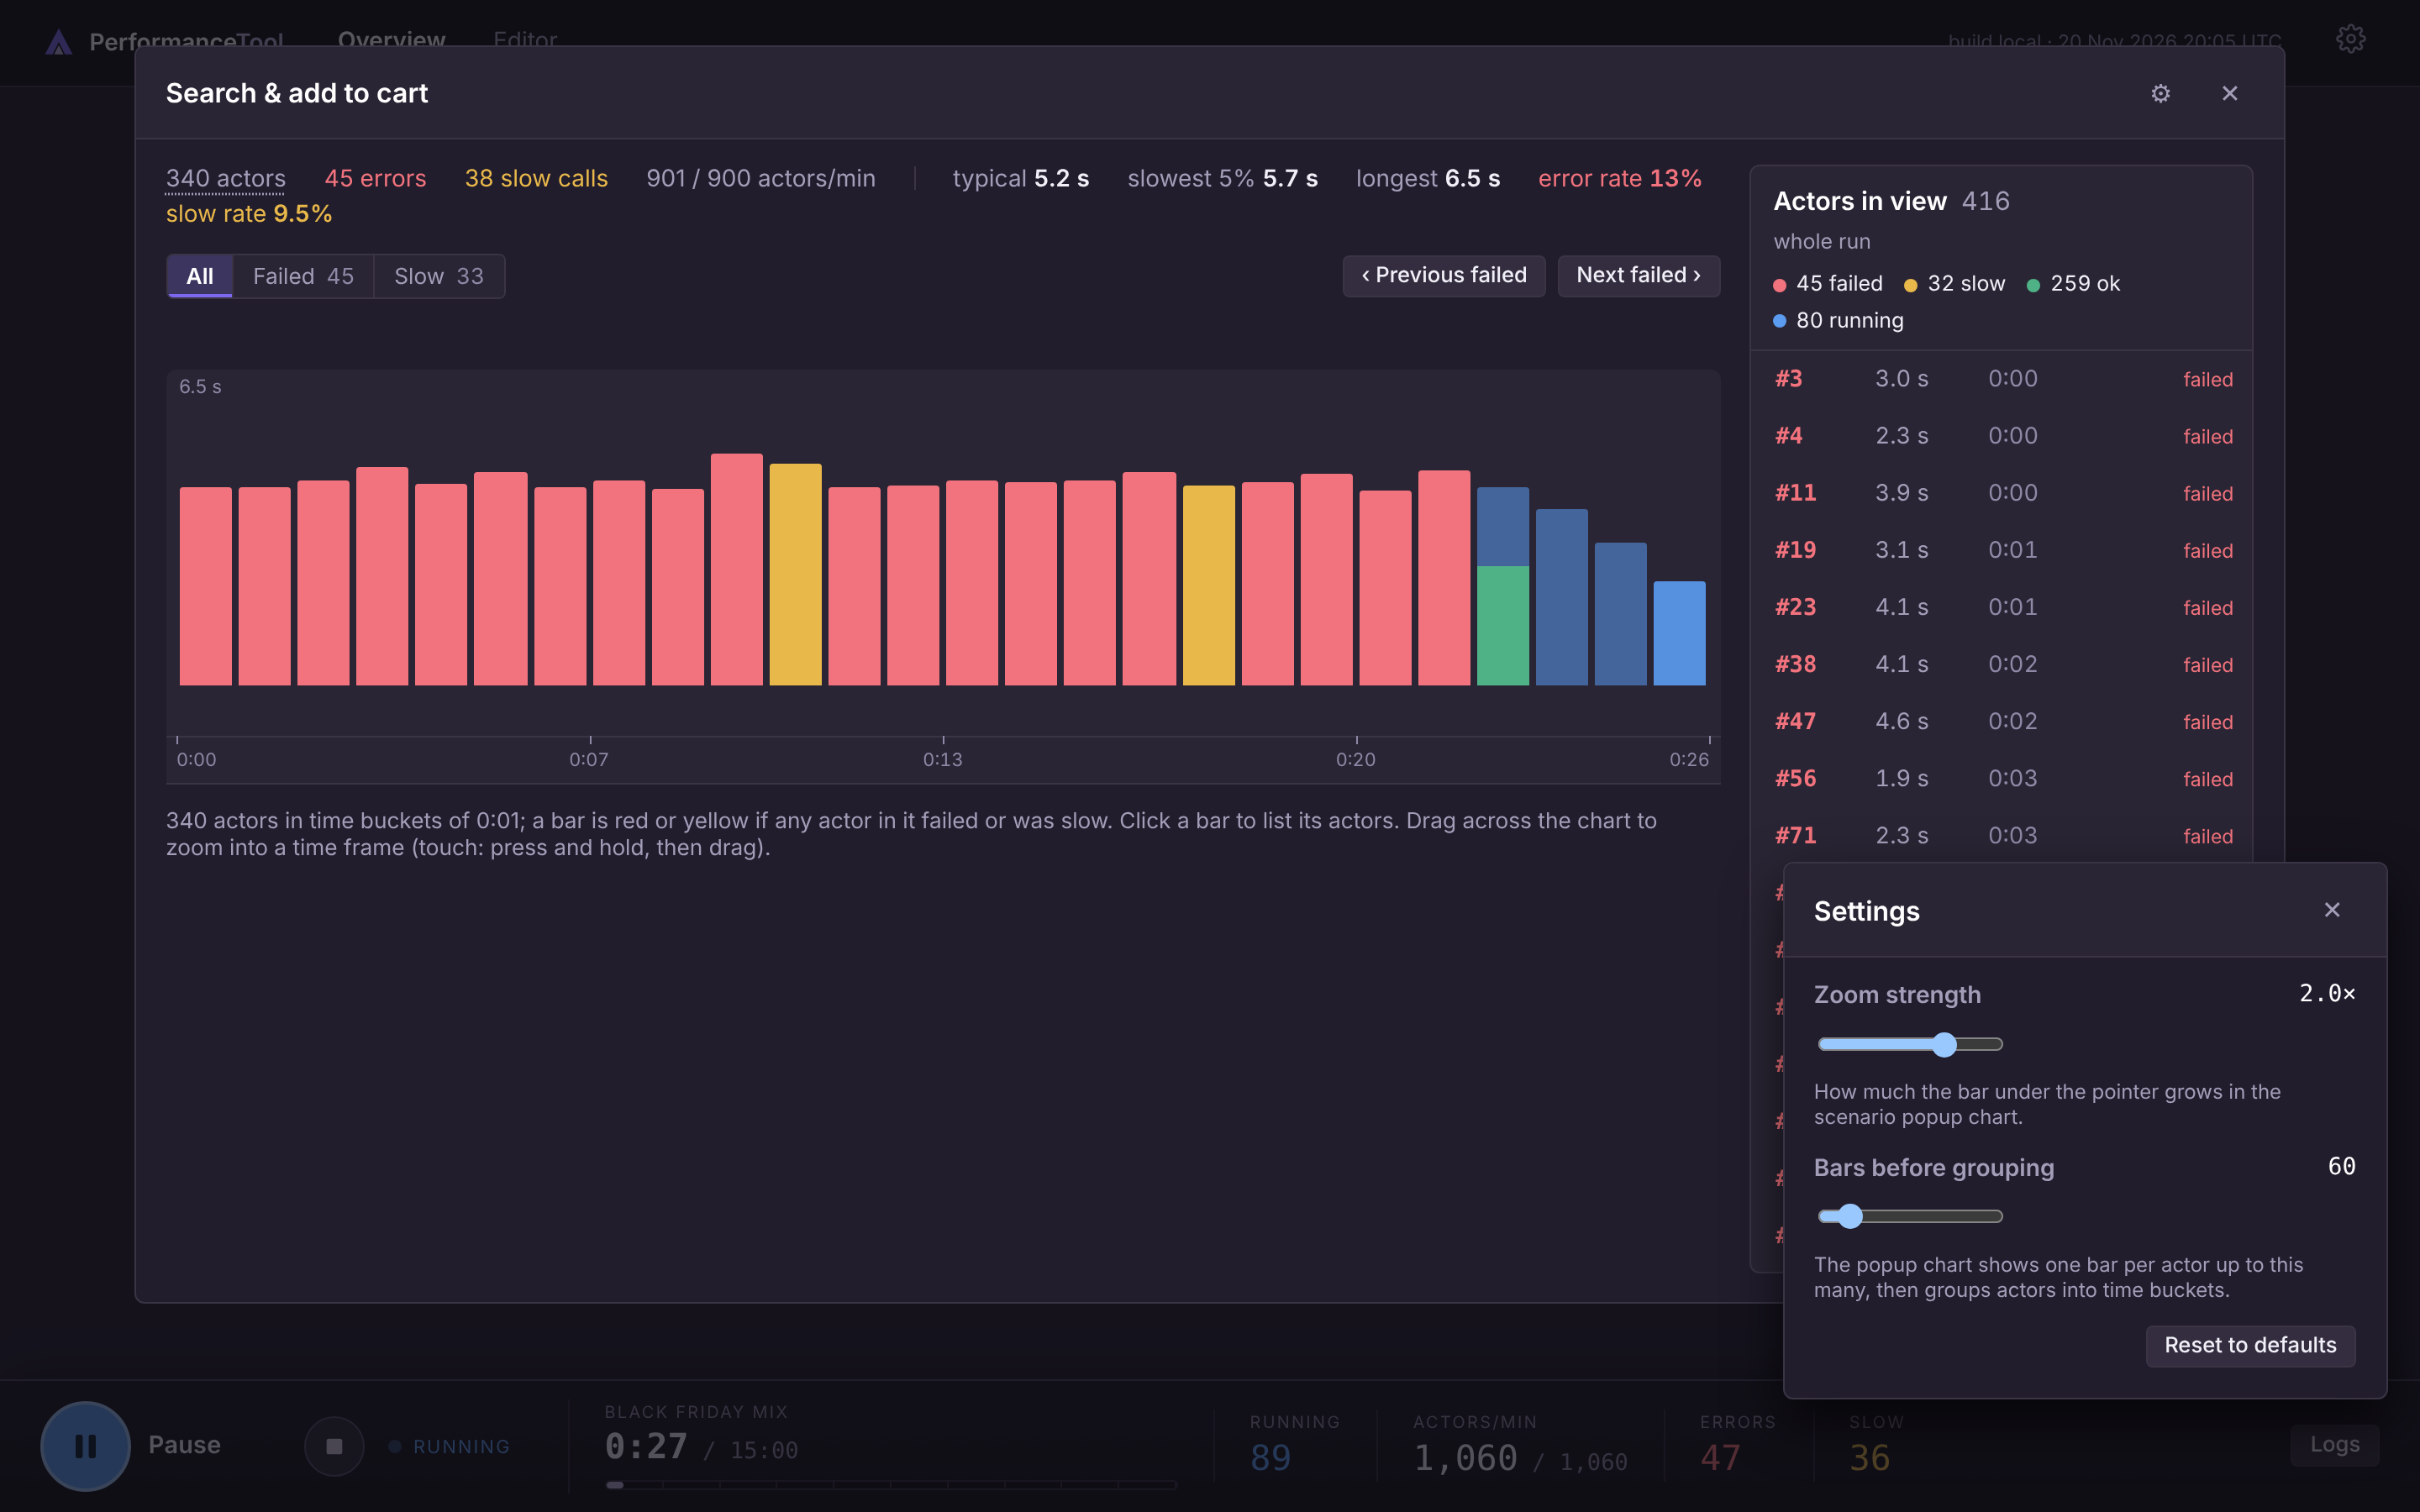 PerformanceTool Overview Editor build local · 20 Nov 2026 20:05 UTC
Search & add to cart
340 actors 45 errors 38 slow calls 901 / 900 actors/min typical 5.2 s slowest 5% 5.7 s longest 6.5 s error rate 13%
slow rate 9.5%
All Failed 45 Slow 33 ‹ Previous failed Next failed ›
6.5 s
0:00 0:07 0:13 0:20 0:26
340 actors in time buckets of 0:01; a bar is red or yellow if any actor in it failed or was slow. Click a bar to list its actors. Drag across the chart to
zoom into a time frame (touch: press and hold, then drag).
Actors in view 416
whole run
45 failed 32 slow 259 ok
80 running
#3 3.0 s 0:00 failed
#4 2.3 s 0:00 failed
#11 3.9 s 0:00 failed
#19 3.1 s 0:01 failed
#23 4.1 s 0:01 failed
#38 4.1 s 0:02 failed
#47 4.6 s 0:02 failed
#56 1.9 s 0:03 failed
#71 2.3 s 0:03 failed
Settings
Zoom strength 2.0×
How much the bar under the pointer grows in the
scenario popup chart.
Bars before grouping 60
The popup chart shows one bar per actor up to this
many, then groups actors into time buckets.
Reset to defaults
Pause RUNNING
BLACK FRIDAY MIX
0:27 / 15:00
RUNNING
89
ACTORS/MIN
1,060 / 1,060
ERRORS
47
SLOW
36
Logs